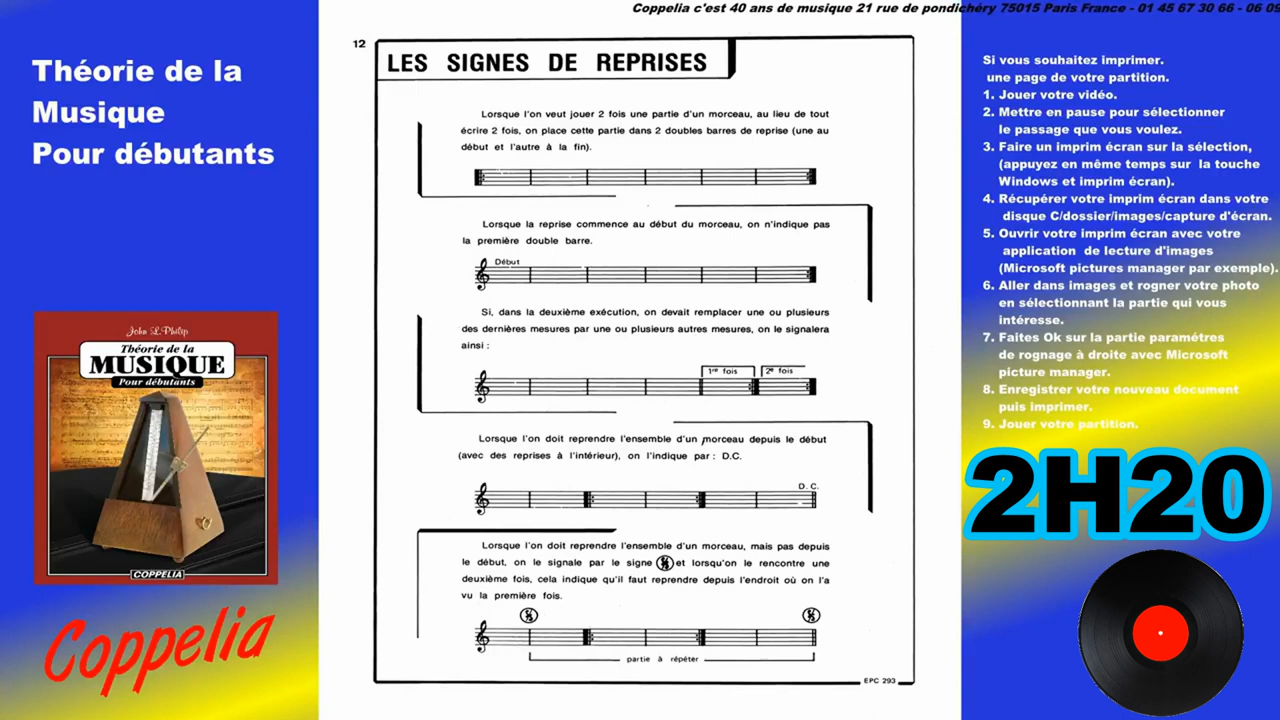 Coppelia c'est 40 ans de musique 21 rue de pondichéry 75015 Paris France - 01 45 67 30 66 - 06 09
Théorie de la
Musique
Pour débutants
John L. Philip
Théorie de la
MUSIQUE
Pour débutants
COPPELIA
Coppelia
12
LES SIGNES DE REPRISES
Lorsque l'on veut jouer 2 fois une partie d'un morceau, au lieu de tout
écrire 2 fois, on place cette partie dans 2 doubles barres de reprise (une au
début et l'autre à la fin).
Lorsque la reprise commence au début du morceau, on n'indique pas
la première double barre.
Début
Si, dans la deuxième exécution, on devait remplacer une ou plusieurs
des dernières mesures par une ou plusieurs autres mesures, on le signalera
ainsi :
1re fois 2e fois
Lorsque l'on doit reprendre l'ensemble d'un morceau depuis le début
(avec des reprises à l'intérieur), on l'indique par : D.C.
D. C.
Lorsque l'on doit reprendre l'ensemble d'un morceau, mais pas depuis
le début, on le signale par le signe et lorsqu'on le rencontre une
deuxième fois, cela indique qu'il faut reprendre depuis l'endroit où on l'a
vu la première fois.
partie à répéter
EPC 293
Si vous souhaitez imprimer.
une page de votre partition.
1. Jouer votre vidéo.
2. Mettre en pause pour sélectionner
le passage que vous voulez.
3. Faire un imprim écran sur la sélection,
(appuyez en même temps sur la touche
Windows et imprim écran).
4. Récupérer votre imprim écran dans votre
disque C/dossier/images/capture d'écran.
5. Ouvrir votre imprim écran avec votre
application de lecture d'images
(Microsoft pictures manager par exemple).
6. Aller dans images et rogner votre photo
en sélectionnant la partie qui vous
intéresse.
7. Faites Ok sur la partie paramétres
de rognage à droite avec Microsoft
picture manager.
8. Enregistrer votre nouveau document
puis imprimer.
9. Jouer votre partition.
2H20